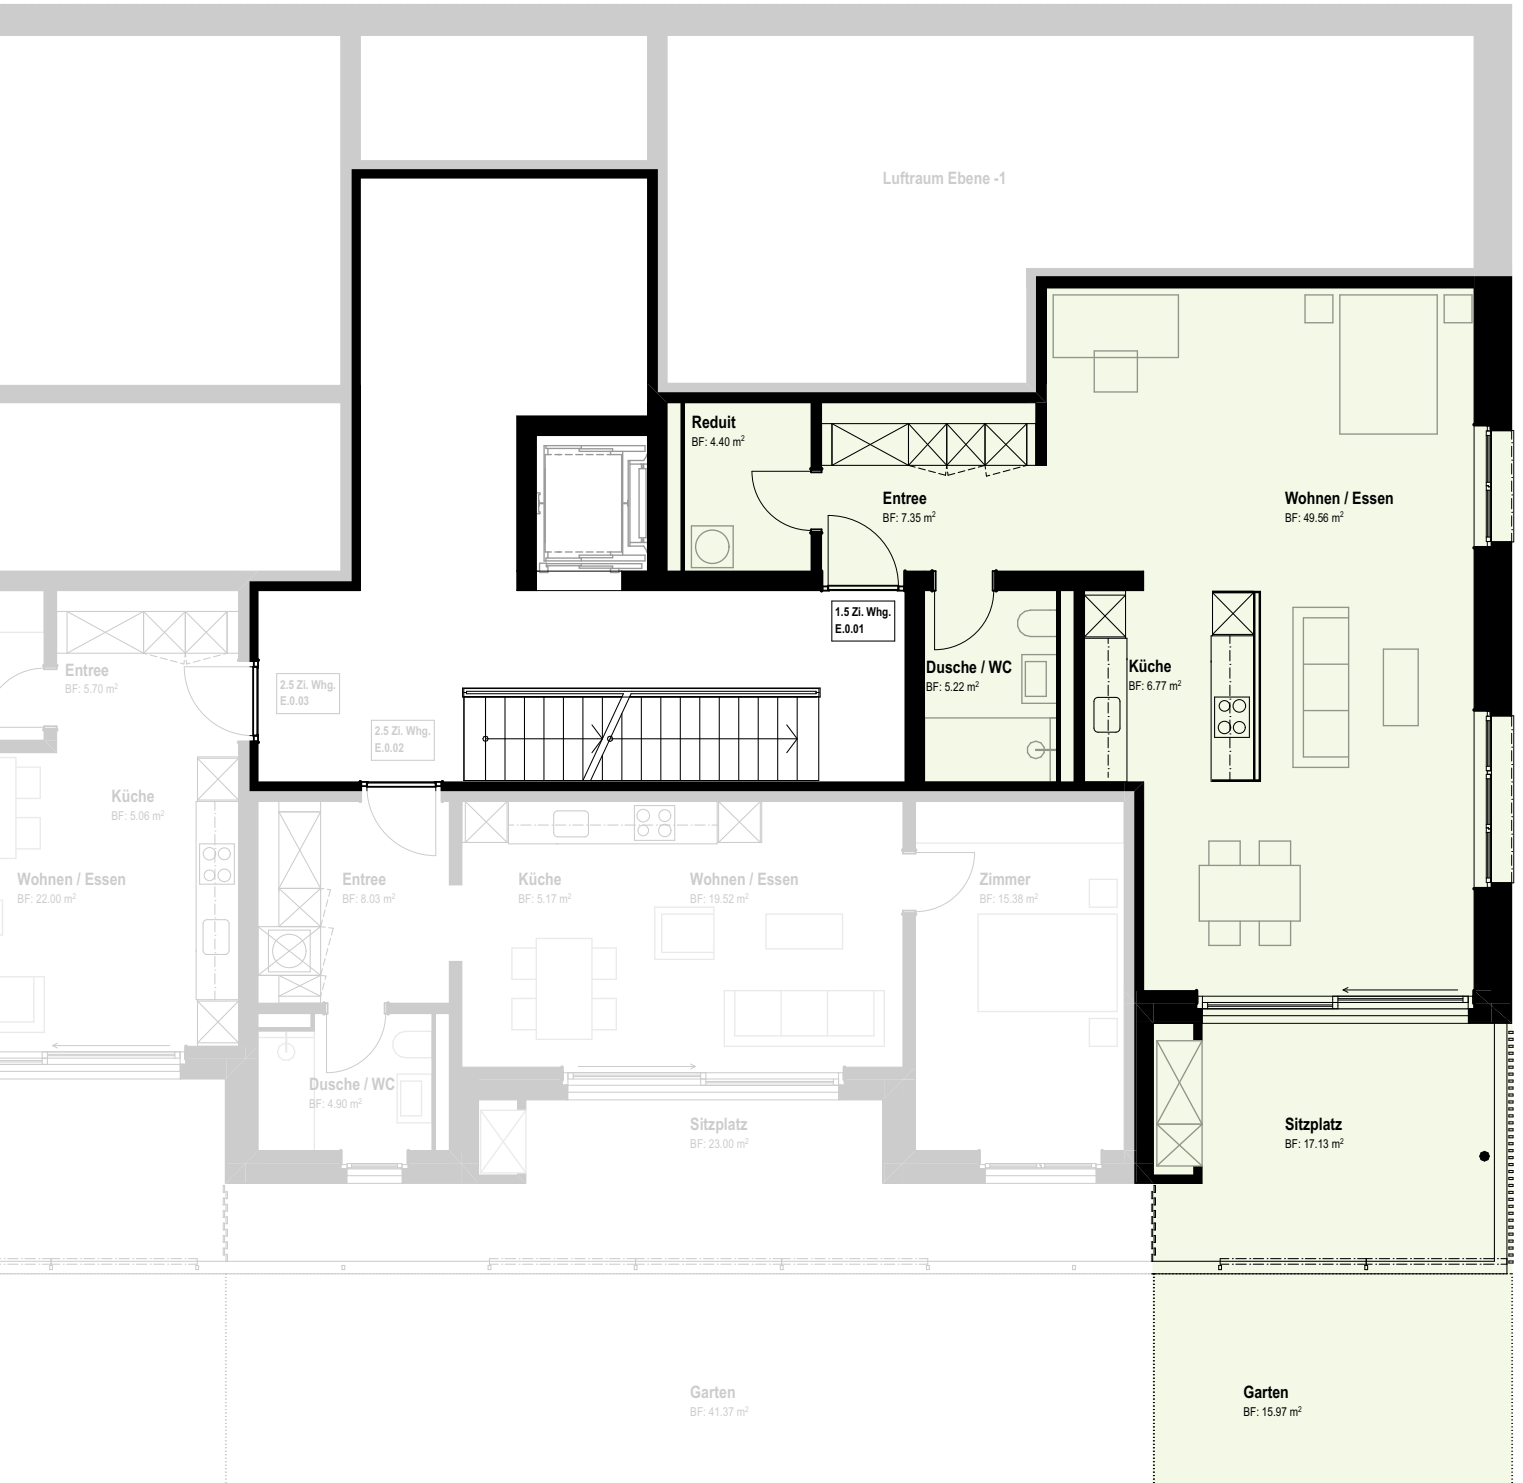 Luftraum Ebene -1
Reduit
BF: 4.40 m²
Entree
BF: 7.35 m²
Wohnen / Essen
BF: 49.56 m²
1.5 Zi. Whg.
E.0.01
Dusche / WC
BF: 5.22 m²
Küche
BF: 6.77 m²
Entree
BF: 5.70 m²
2.5 Zi. Whg.
E.0.03
2.5 Zi. Whg.
E.0.02
Küche
BF: 5.06 m²
Wohnen / Essen
BF: 22.00 m²
Entree
BF: 8.03 m²
Küche
BF: 5.17 m²
Wohnen / Essen
BF: 19.52 m²
Zimmer
BF: 15.38 m²
Dusche / WC
BF: 4.90 m²
Sitzplatz
BF: 23.00 m²
Sitzplatz
BF: 17.13 m²
Garten
BF: 41.37 m²
Garten
BF: 15.97 m²